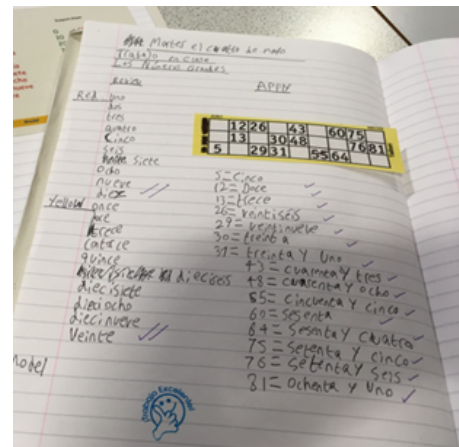 Martes el cuatro de mayo
Trabajo en clase
Los Números Grandes
Review
Red uno
dos
tres
cuatro
Cinco
seis
Siete
ocho
nueve
diez
Yellow once
trece
catorce
quince
dieciseis
diecisiete
dieciocho
diecinueve
Veinte
APPLY
12 26 43 60 75
13 30 48 76 81
5 29 31 55 64
5 = Cinco
12 = Doce
13 = trece
26 = veintiséis
29 = veintinueve
30 = treinta
31 = treinta y uno
43 = cuarenta y tres
48 = cuarenta y ocho
55 = Cincuenta y cinco
60 = Sesenta
64 = Sesenta y cuatro
75 = Setenta y cinco
76 = Setenta y seis
81 = ochenta y uno
Model
¡Trabajo Excelente!